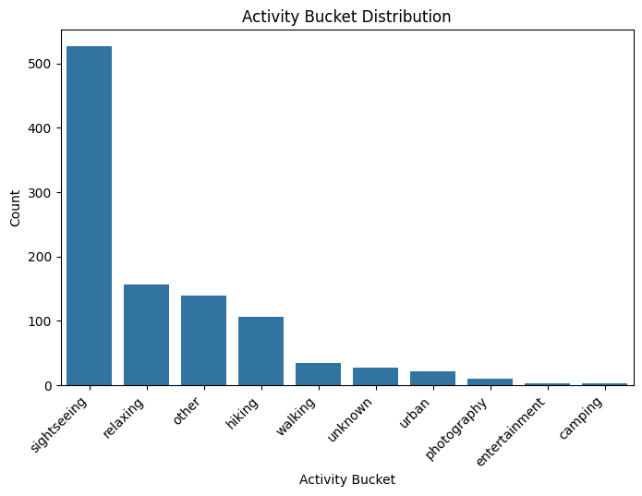 Activity Bucket Distribution
Count
500
400
300
200
100
0
sightseeing
relaxing
other
hiking
walking
unknown
urban
photography
entertainment
camping
Activity Bucket